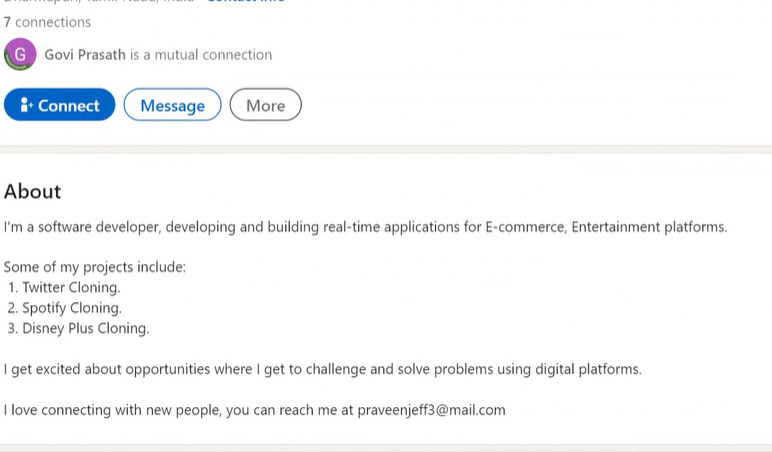 7 connections
G Govi Prasath is a mutual connection
Connect Message More
About
I'm a software developer, developing and building real-time applications for E-commerce, Entertainment platforms.
Some of my projects include:
1. Twitter Cloning.
2. Spotify Cloning.
3. Disney Plus Cloning.
I get excited about opportunities where I get to challenge and solve problems using digital platforms.
I love connecting with new people, you can reach me at praveenjeff3@mail.com